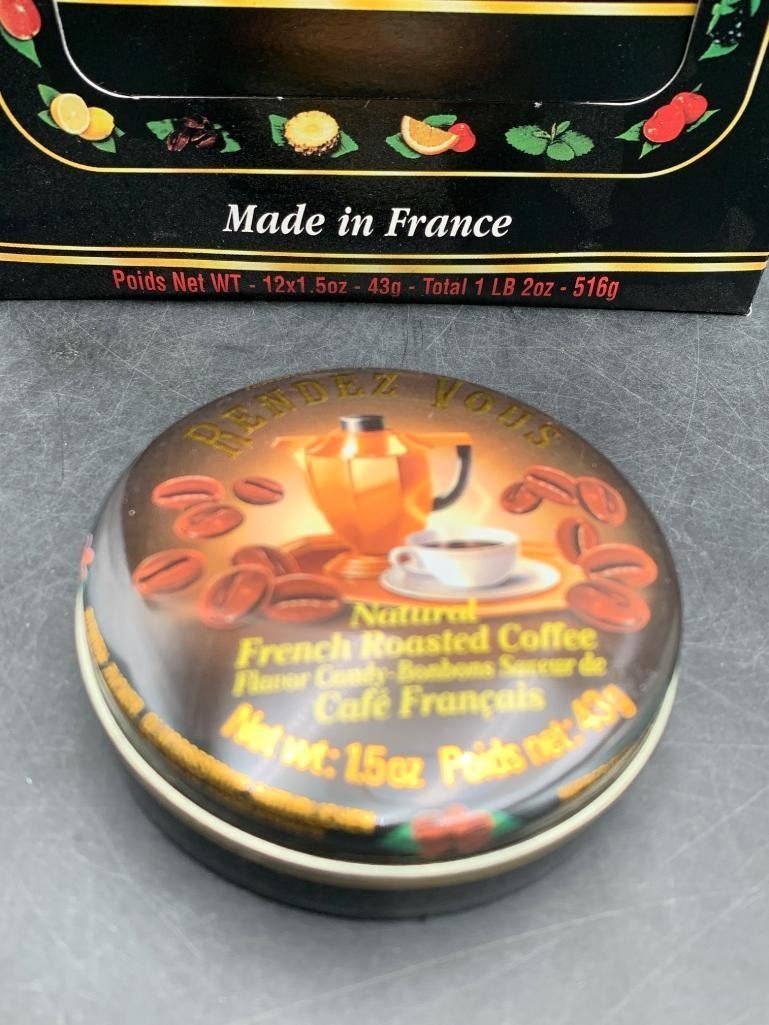 Made in France
Poids Net WT - 12x1.5oz - 43g - Total 1 LB 2oz - 516g
RENDEZ VOUS
Natural
French Roasted Coffee
Flavor Candy-Bonbons Saveur de
Café Français
Net wt: 1.5oz Poids net: 43g